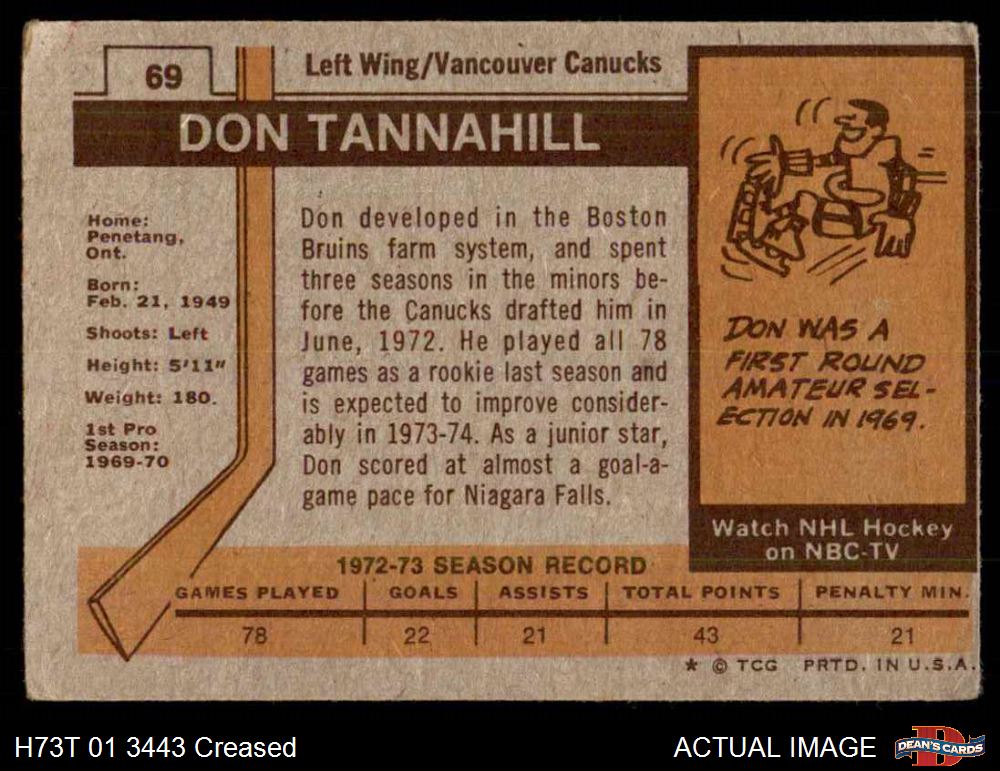 69
Left Wing/Vancouver Canucks
DON TANNAHILL
Home:
Penetang,
Ont.
Born:
Feb. 21, 1949
Shoots: Left
Height: 5'11"
Weight: 180.
1st Pro
Season:
1969-70
Don developed in the Boston
Bruins farm system, and spent
three seasons in the minors be-
fore the Canucks drafted him in
June, 1972. He played all 78
games as a rookie last season and
is expected to improve consider-
ably in 1973-74. As a junior star,
Don scored at almost a goal-a-
game pace for Niagara Falls.
DON WAS A
FIRST ROUND
AMATEUR SEL-
ECTION IN 1969.
Watch NHL Hockey
on NBC-TV
1972-73 SEASON RECORD
GAMES PLAYED GOALS ASSISTS TOTAL POINTS PENALTY MIN.
78 22 21 43 21
* © TCG PRTD. IN U.S.A.
H73T 01 3443 Creased
ACTUAL IMAGE
D
DEAN'S CARDS